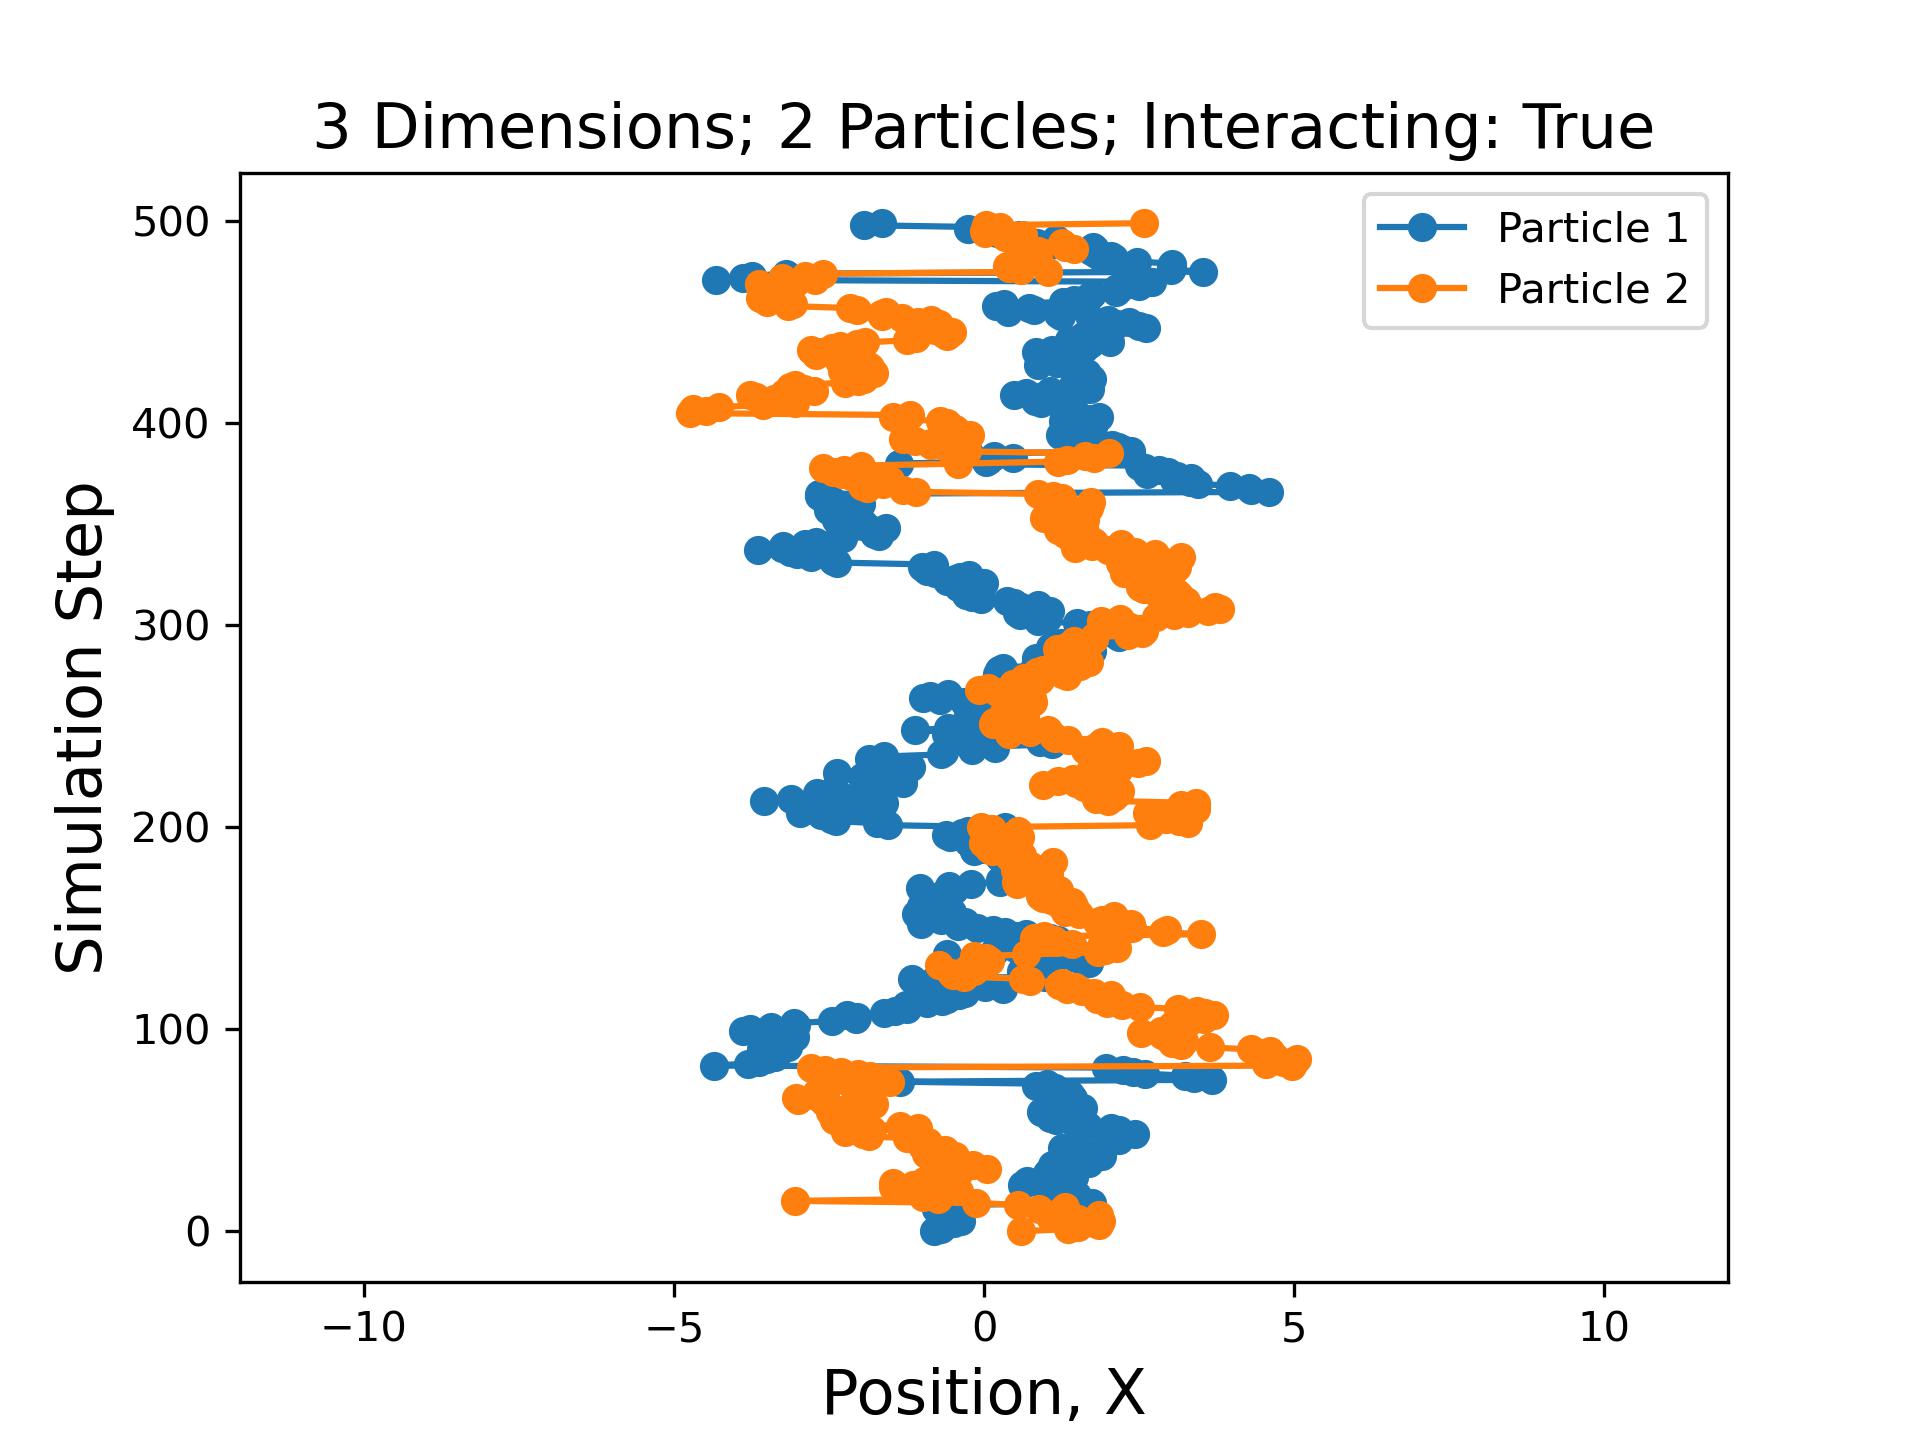 3 Dimensions; 2 Particles; Interacting: True
Particle 1
Particle 2
500
400
300
200
100
0
Simulation Step
−10
−5
0
5
10
Position, X